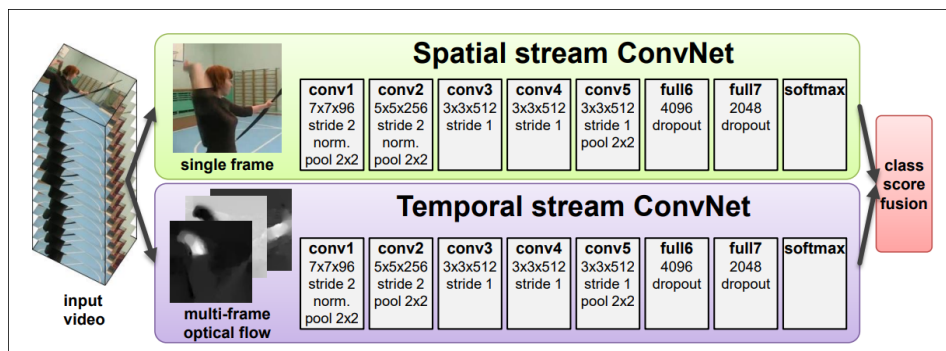 Spatial stream ConvNet
conv1
7x7x96
stride 2
norm.
pool 2x2
conv2
5x5x256
stride 2
norm.
pool 2x2
conv3
3x3x512
stride 1
conv4
3x3x512
stride 1
conv5
3x3x512
stride 1
pool 2x2
full6
4096
dropout
full7
2048
dropout
softmax
single frame
Temporal stream ConvNet
conv1
7x7x96
stride 2
norm.
pool 2x2
conv2
5x5x256
stride 2
pool 2x2
conv3
3x3x512
stride 1
conv4
3x3x512
stride 1
conv5
3x3x512
stride 1
pool 2x2
full6
4096
dropout
full7
2048
dropout
softmax
multi-frame
optical flow
input
video
class
score
fusion